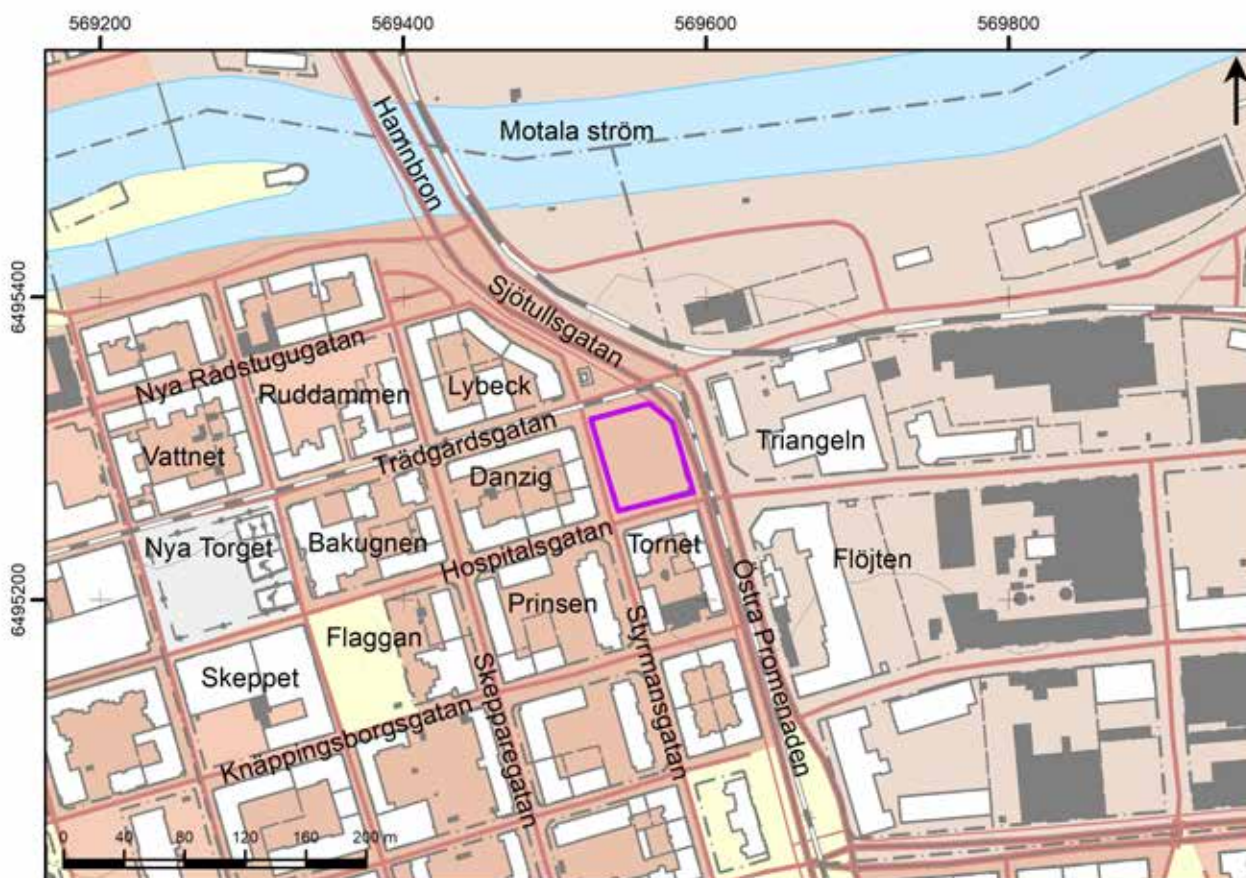 569200
569400
569600
569800
Hamnbron
Motala ström
6495400
Sjötullsgatan
Nya Rådstugugatan
Ruddammen
Lybeck
Trädgårdsgatan
Vattnet
Triangeln
Danzig
Nya Torget
Bakugnen
Hospitalsgatan
Tornet
Flöjten
6495200
Prinsen
Östra Promenaden
Flaggan
Styrmansgatan
Skeppet
Skepparegatan
Knäppingsborgsgatan
0 40 80 120 160 200 m